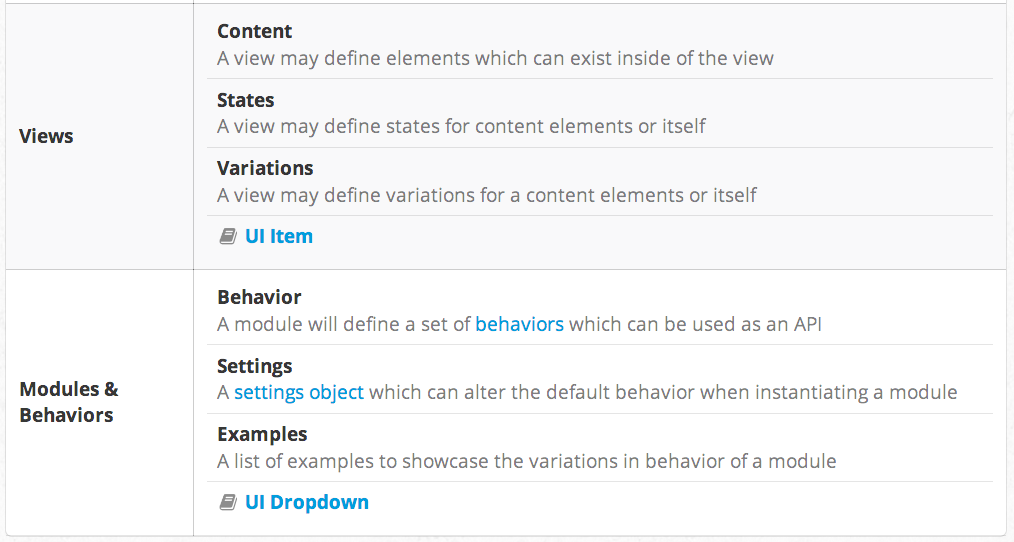 Views
Content
A view may define elements which can exist inside of the view
States
A view may define states for content elements or itself
Variations
A view may define variations for a content elements or itself
UI Item
Modules &
Behaviors
Behavior
A module will define a set of behaviors which can be used as an API
Settings
A settings object which can alter the default behavior when instantiating a module
Examples
A list of examples to showcase the variations in behavior of a module
UI Dropdown